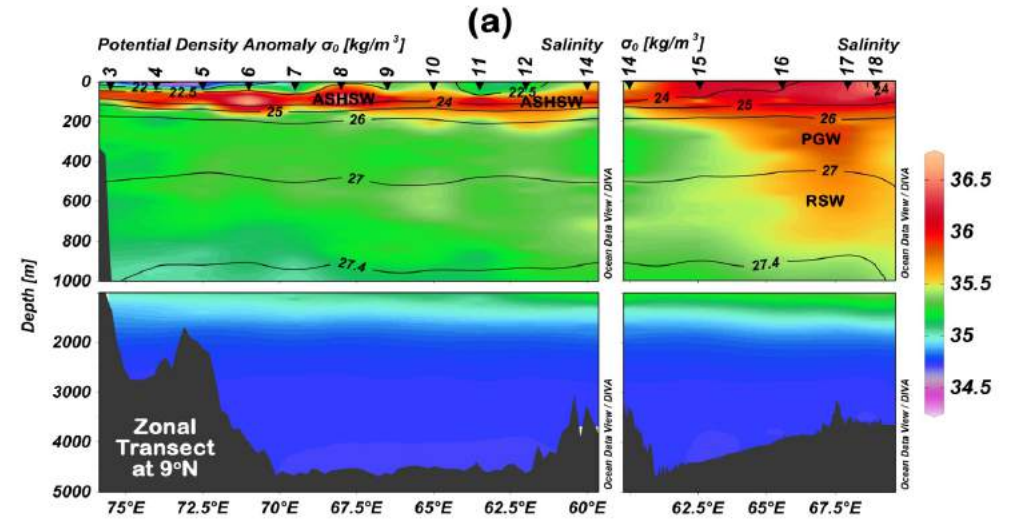 (a)
Potential Density Anomaly σ₀ [kg/m³] Salinity
σ₀ [kg/m³] Salinity
3 4 5 6 7 8 9 10 11 12 14
14 15 16 17 18
0
200
400
600
800
1000
2000
3000
4000
5000
Depth [m]
22 22.5 ASHSW 24 22.5 ASHSW
25
26
27
27.4
24 24
25
26
PGW
27
RSW
27.4
Ocean Data View / DIVA
Ocean Data View / DIVA
Ocean Data View / DIVA
Ocean Data View / DIVA
36.5
36
35.5
35
34.5
Zonal
Transect
at 9°N
75°E 72.5°E 70°E 67.5°E 65°E 62.5°E 60°E
62.5°E 65°E 67.5°E